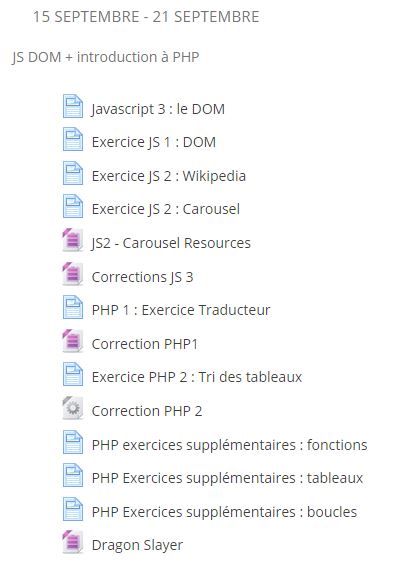 15 SEPTEMBRE - 21 SEPTEMBRE
JS DOM + introduction à PHP
Javascript 3 : le DOM
Exercice JS 1 : DOM
Exercice JS 2 : Wikipedia
Exercice JS 2 : Carousel
JS2 - Carousel Resources
Corrections JS 3
PHP 1 : Exercice Traducteur
Correction PHP1
Exercice PHP 2 : Tri des tableaux
Correction PHP 2
PHP exercices supplémentaires : fonctions
PHP Exercices supplémentaires : tableaux
PHP Exercices supplémentaires : boucles
Dragon Slayer